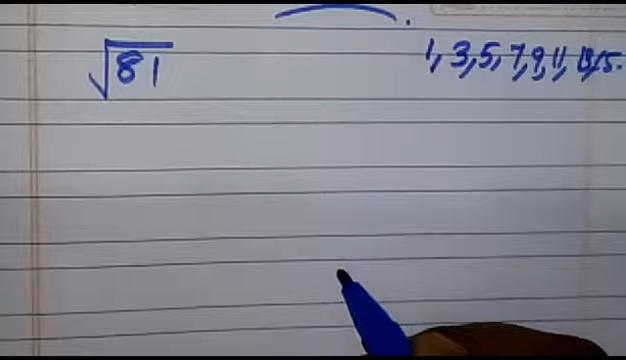 √81
1, 3, 5, 7, 9, 11, 13, 15.